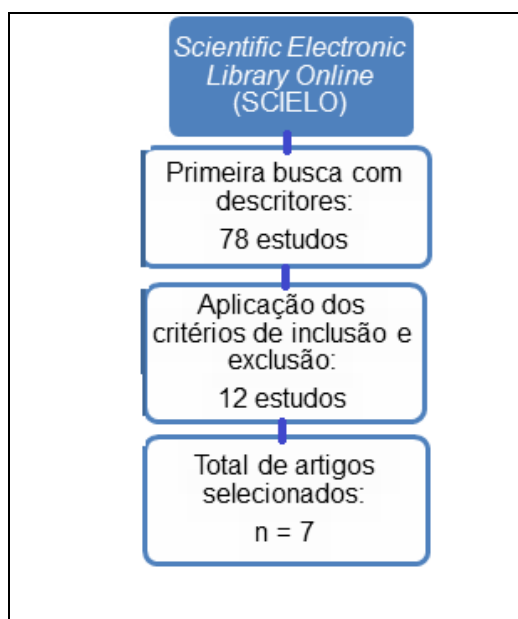 Scientific Electronic
Library Online
(SCIELO)
Primeira busca com
descritores:
78 estudos
Aplicação dos
critérios de inclusão e
exclusão:
12 estudos
Total de artigos
selecionados:
n = 7